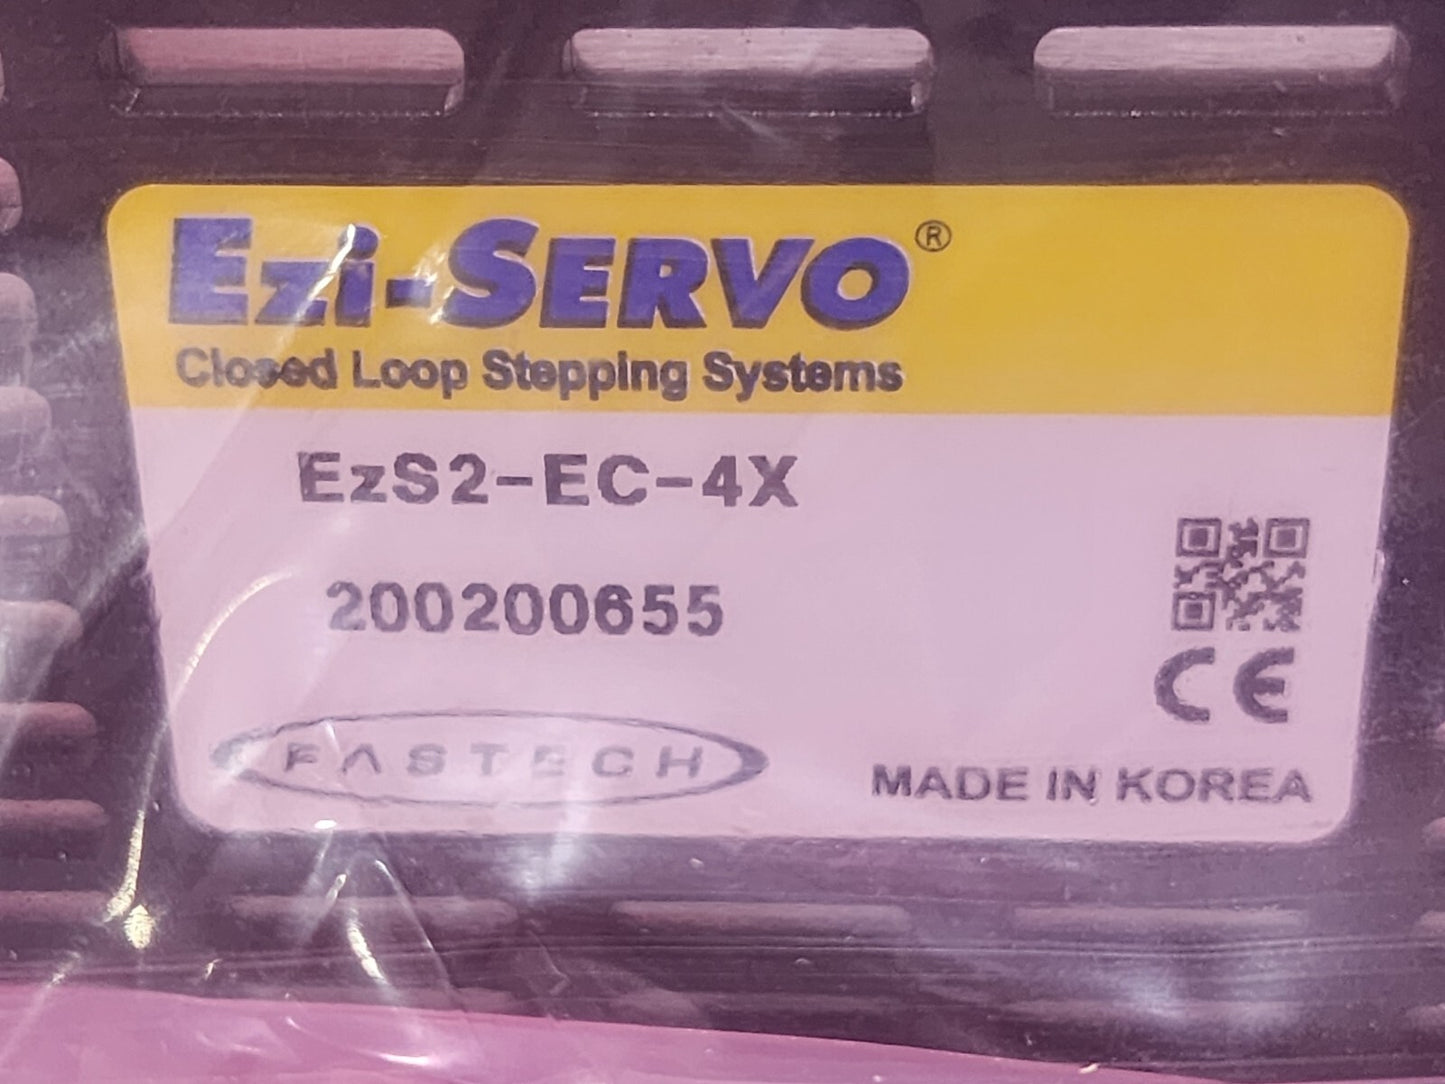 Ezi-SERVO®
Closed Loop Stepping Systems
EzS2-EC-4X
200200655
CE
FASTECH
MADE IN KOREA